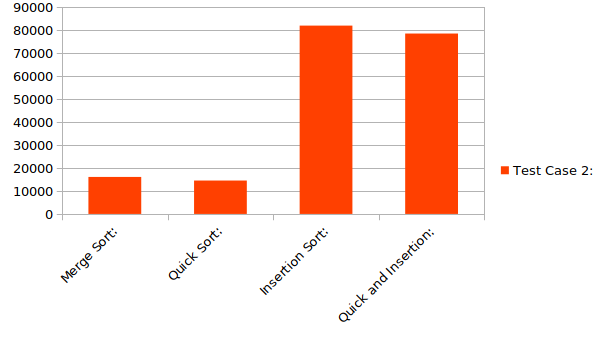 90000
80000
70000
60000
50000
40000
30000
20000
10000
0
Merge Sort:
Quick Sort:
Insertion Sort:
Quick and Insertion:
Test Case 2: